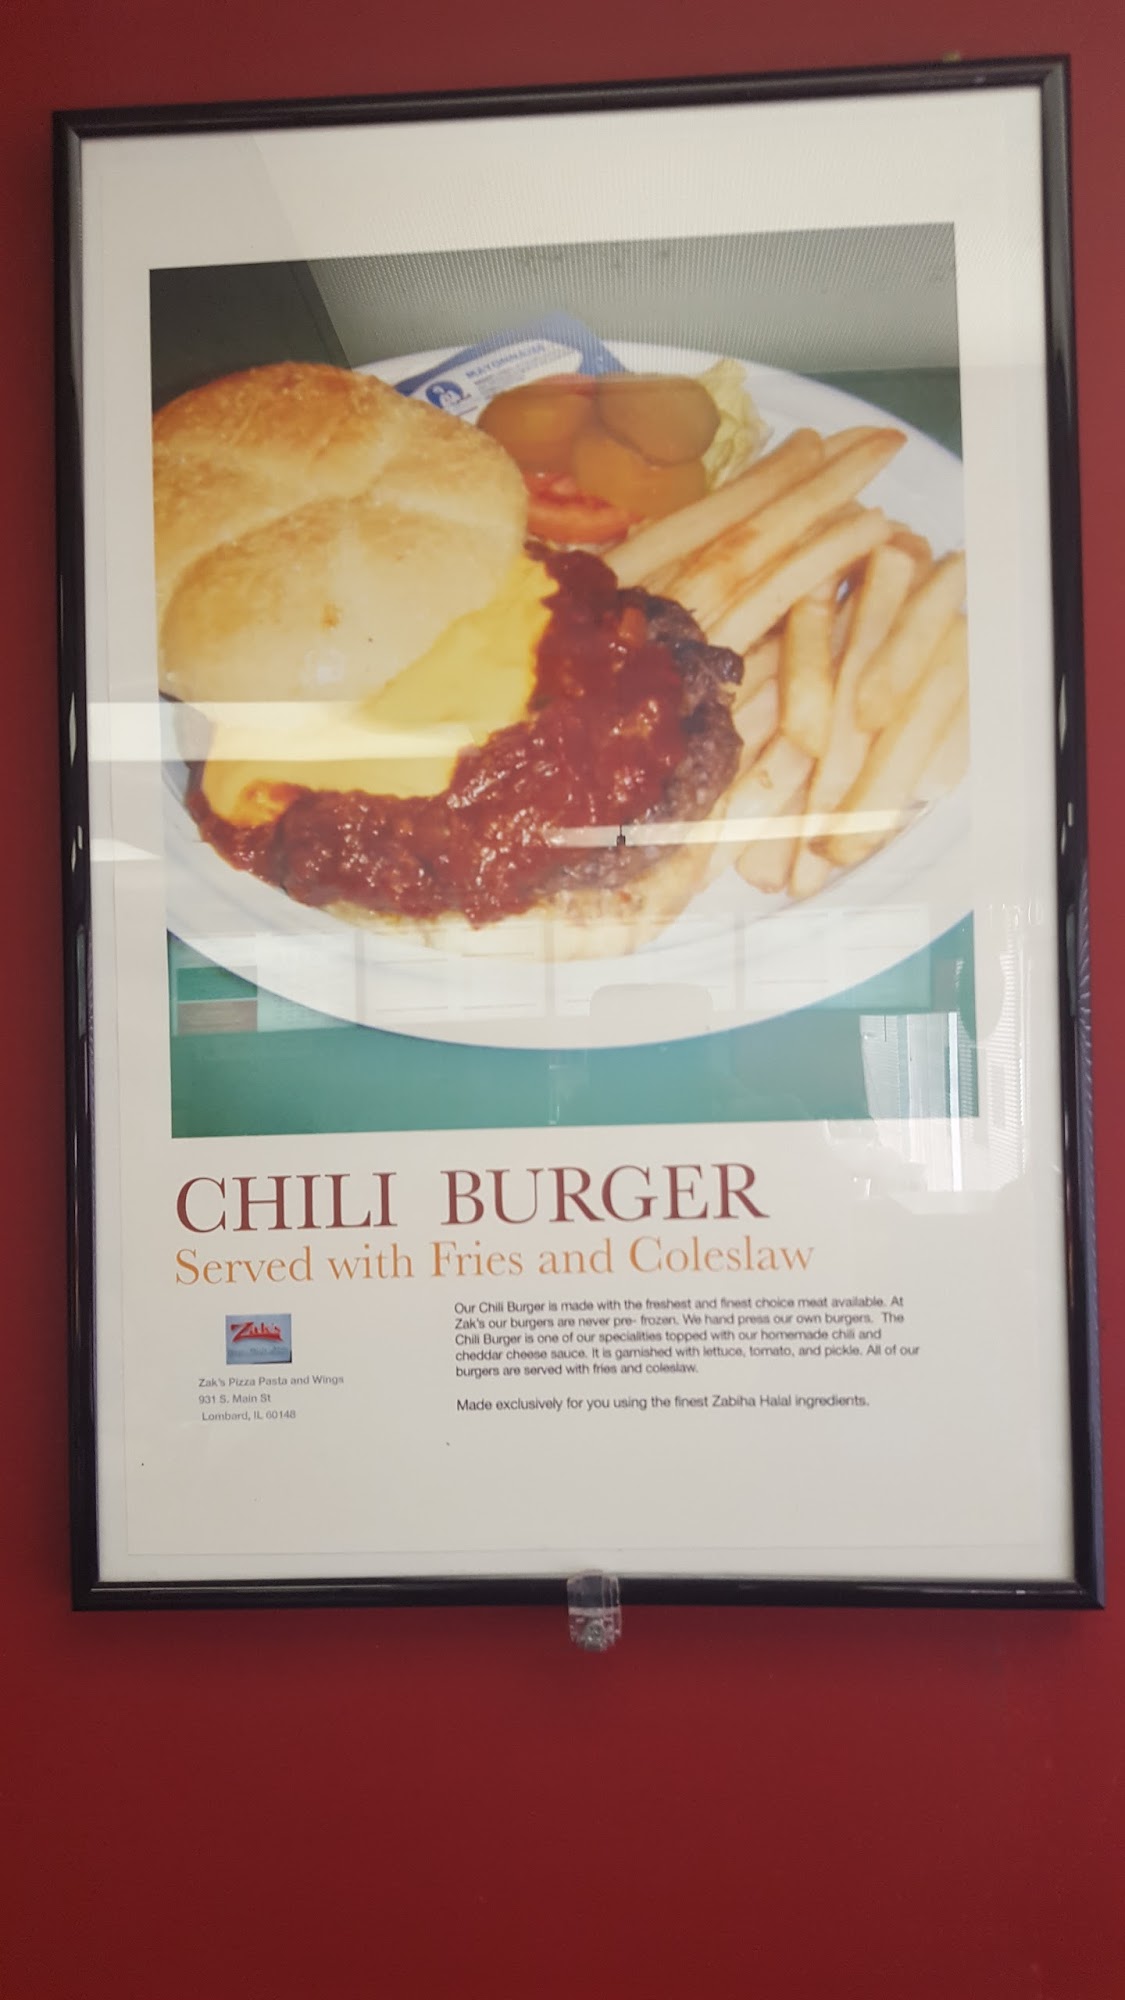 MAYONNAISE
CHILI BURGER
Served with Fries and Coleslaw
Zak's
Zak's Pizza Pasta and Wings
931 S. Main St
Lombard, IL 60148
Our Chili Burger is made with the freshest and finest choice meat available. At
Zak's our burgers are never pre- frozen. We hand press our own burgers. The
Chili Burger is one of our specialities topped with our homemade chili and
cheddar cheese sauce. It is garnished with lettuce, tomato, and pickle. All of our
burgers are served with fries and coleslaw.
Made exclusively for you using the finest Zabiha Halal ingredients.